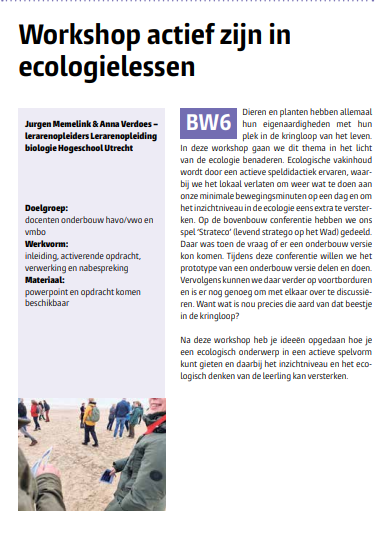 Workshop actief zijn in
ecologielessen
Jurgen Memelink & Anna Verdoes –
lerarenopleiders Lerarenopleiding
biologie Hogeschool Utrecht
Doelgroep:
docenten onderbouw havo/vwo en
vmbo
Werkvorm:
inleiding, activerende opdracht,
verwerking en nabespreking
Materiaal:
powerpoint en opdracht komen
beschikbaar
BW6
Dieren en planten hebben allemaal
hun eigenaardigheden met hun
plek in de kringloop van het leven.
In deze workshop gaan we dit thema in het licht
van de ecologie benaderen. Ecologische vakinhoud
wordt door een actieve speldidactiek ervaren, waar-
bij we het lokaal verlaten om weer wat te doen aan
onze minimale bewegingsminuten op een dag en om
het inzichtniveau in de ecologie eens extra te verster-
ken. Op de bovenbouw conferentie hebben we ons
spel ‘Strateco’ (levend stratego op het Wad) gedeeld.
Daar was toen de vraag of er een onderbouw versie
kon komen. Tijdens deze conferentie willen we het
prototype van een onderbouw versie delen en doen.
Vervolgens kunnen we daar verder op voortborduren
en is er nog genoeg om met elkaar over te discussië-
ren. Want wat is nou precies die aard van dat beestje
in de kringloop?
Na deze workshop heb je ideeën opgedaan hoe je
een ecologisch onderwerp in een actieve spelvorm
kunt gieten en daarbij het inzichtniveau en het eco-
logisch denken van de leerling kan versterken.